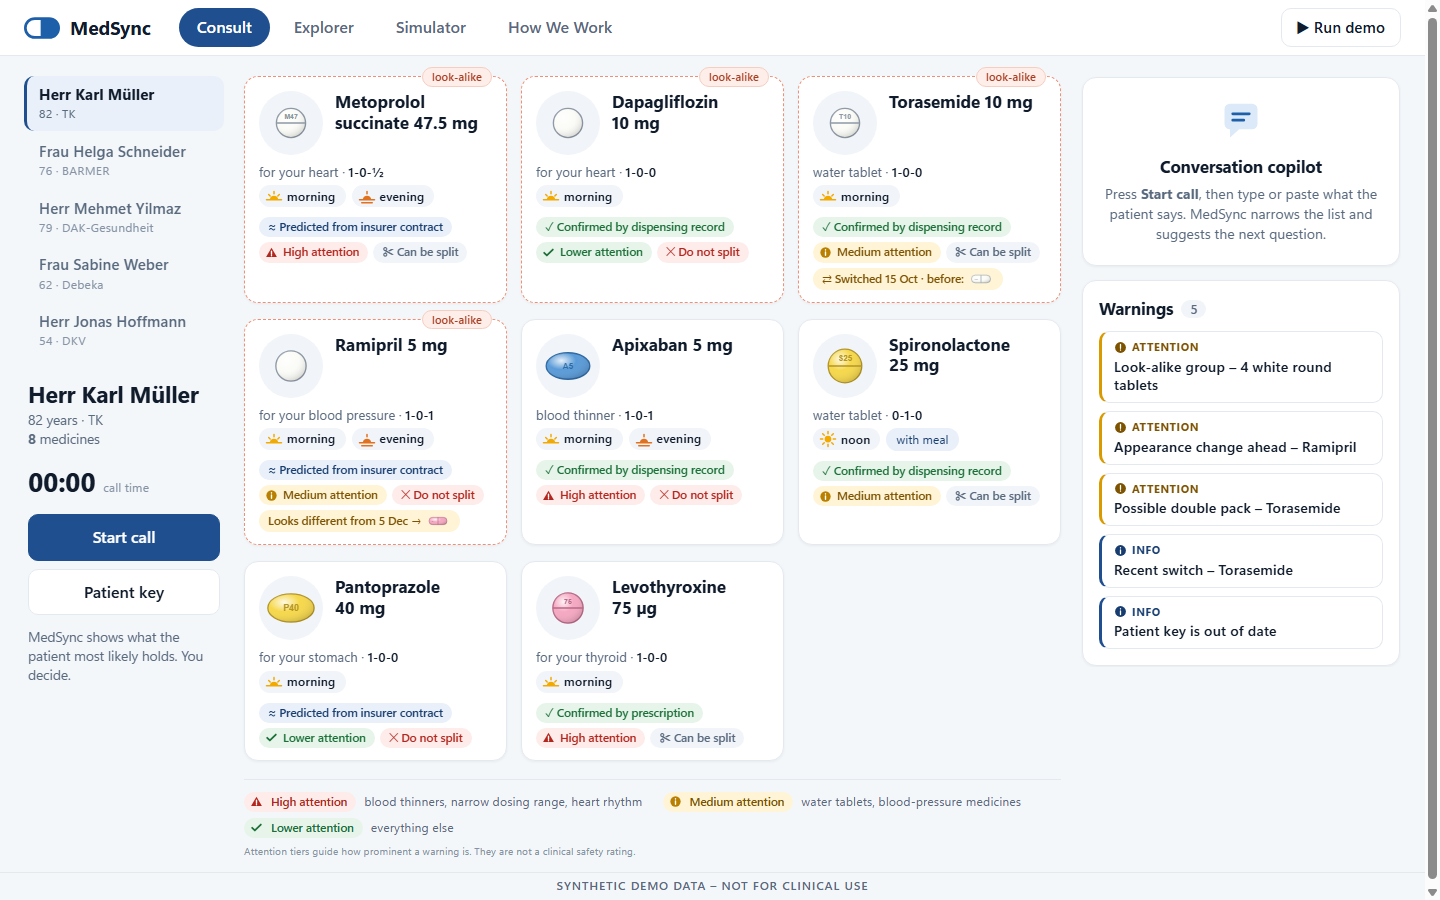 MedSync
Consult
Explorer
Simulator
How We Work
▶ Run demo
Herr Karl Müller
82 · TK
Frau Helga Schneider
76 · BARMER
Herr Mehmet Yilmaz
79 · DAK-Gesundheit
Frau Sabine Weber
62 · Debeka
Herr Jonas Hoffmann
54 · DKV
Herr Karl Müller
82 years · TK
8 medicines
00:00 call time
Start call
Patient key
MedSync shows what the
patient most likely holds. You
decide.
look-alike
M47
Metoprolol
succinate 47.5 mg
for your heart · 1-0-½
morning
evening
≈ Predicted from insurer contract
High attention
Can be split
look-alike
Dapagliflozin
10 mg
for your heart · 1-0-0
morning
✓ Confirmed by dispensing record
Lower attention
Do not split
look-alike
T10
Torasemide 10 mg
water tablet · 1-0-0
morning
✓ Confirmed by dispensing record
Medium attention
Can be split
⇄ Switched 15 Oct · before:
look-alike
Ramipril 5 mg
for your blood pressure · 1-0-1
morning
evening
≈ Predicted from insurer contract
Medium attention
Do not split
Looks different from 5 Dec →
A5
Apixaban 5 mg
blood thinner · 1-0-1
morning
evening
✓ Confirmed by dispensing record
High attention
Do not split
S25
Spironolactone
25 mg
water tablet · 0-1-0
noon
with meal
✓ Confirmed by dispensing record
Medium attention
Can be split
P40
Pantoprazole
40 mg
for your stomach · 1-0-0
morning
≈ Predicted from insurer contract
Lower attention
Do not split
76
Levothyroxine
75 µg
for your thyroid · 1-0-0
morning
✓ Confirmed by prescription
High attention
Can be split
High attention blood thinners, narrow dosing range, heart rhythm
Medium attention water tablets, blood-pressure medicines
Lower attention everything else
Attention tiers guide how prominent a warning is. They are not a clinical safety rating.
Conversation copilot
Press Start call, then type or paste what the
patient says. MedSync narrows the list and
suggests the next question.
Warnings 5
ATTENTION
Look-alike group – 4 white round
tablets
ATTENTION
Appearance change ahead – Ramipril
ATTENTION
Possible double pack – Torasemide
INFO
Recent switch – Torasemide
INFO
Patient key is out of date
SYNTHETIC DEMO DATA – NOT FOR CLINICAL USE